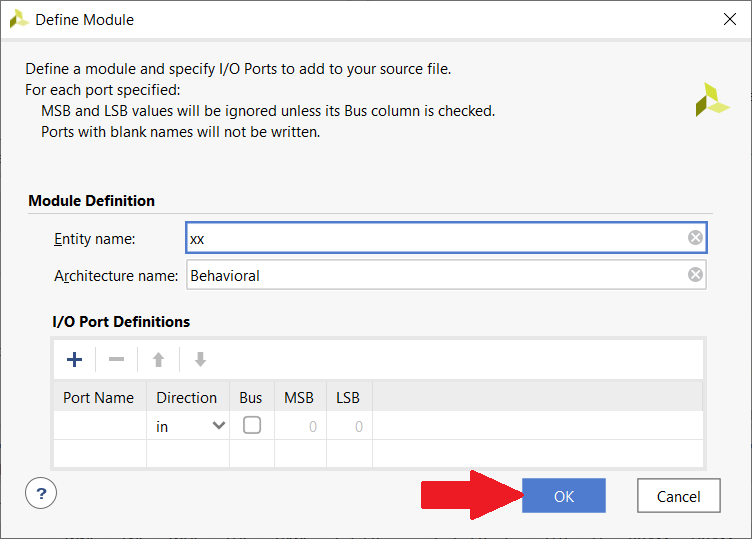 Define Module
Define a module and specify I/O Ports to add to your source file.
For each port specified:
MSB and LSB values will be ignored unless its Bus column is checked.
Ports with blank names will not be written.
Module Definition
Entity name: xx
Architecture name: Behavioral
I/O Port Definitions
Port Name Direction Bus MSB LSB
in 0 0
? OK Cancel